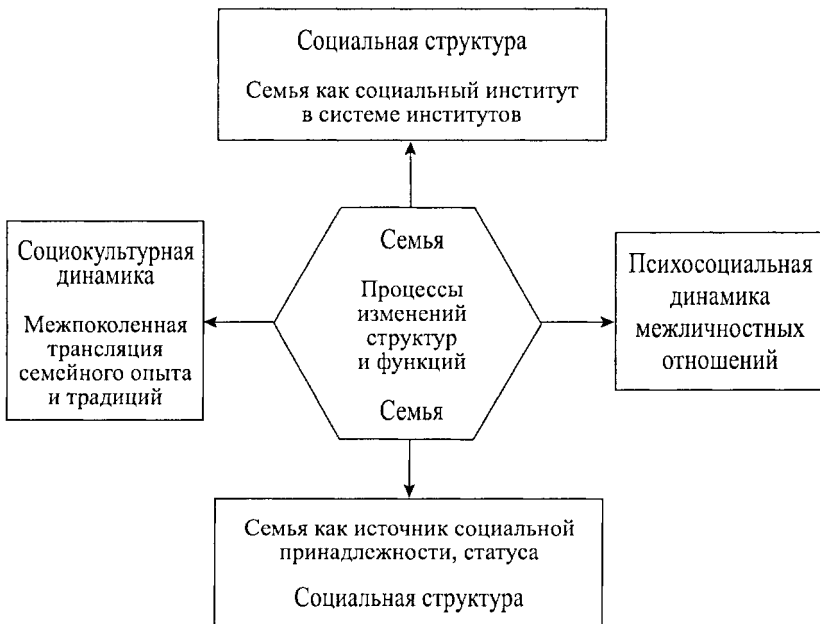 Социальная структура
Семья как социальный институт
в системе институтов
Социокультурная
динамика
Межпоколенная
трансляция
семейного опыта
и традиций
Семья
Процессы
изменений
структур
и функций
Семья
Психосоциальная
динамика
межличностных
отношений
Семья как источник социальной
принадлежности, статуса
Социальная структура